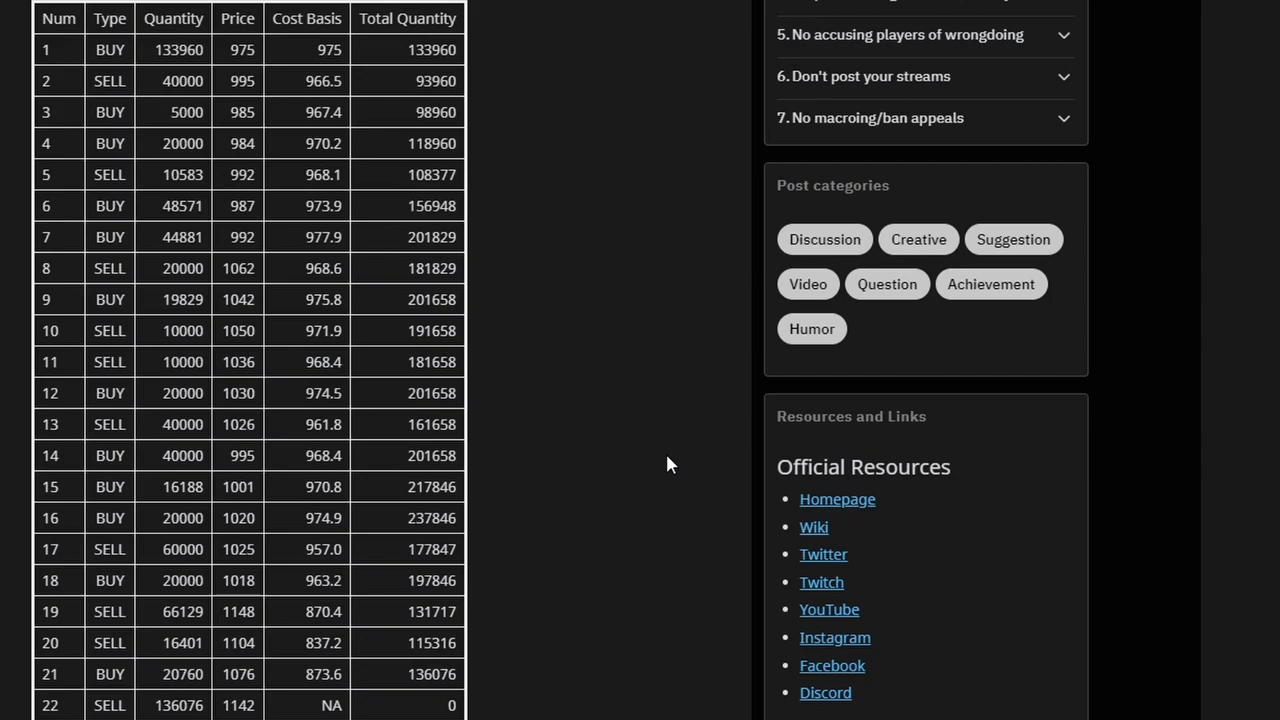 Num Type Quantity Price Cost Basis Total Quantity
1 BUY 133960 975 975 133960
2 SELL 40000 995 966.5 93960
3 BUY 5000 985 967.4 98960
4 BUY 20000 984 970.2 118960
5 SELL 10583 992 968.1 108377
6 BUY 48571 987 973.9 156948
7 BUY 44881 992 977.9 201829
8 SELL 20000 1062 968.6 181829
9 BUY 19829 1042 975.8 201658
10 SELL 10000 1050 971.9 191658
11 SELL 10000 1036 968.4 181658
12 BUY 20000 1030 974.5 201658
13 SELL 40000 1026 961.8 161658
14 BUY 40000 995 968.4 201658
15 BUY 16188 1001 970.8 217846
16 BUY 20000 1020 974.9 237846
17 SELL 60000 1025 957.0 177847
18 BUY 20000 1018 963.2 197846
19 SELL 66129 1148 870.4 131717
20 SELL 16401 1104 837.2 115316
21 BUY 20760 1076 873.6 136076
22 SELL 136076 1142 NA 0
5. No accusing players of wrongdoing
6. Don't post your streams
7. No macroing/ban appeals
Post categories
Discussion Creative Suggestion
Video Question Achievement
Humor
Resources and Links
Official Resources
Homepage
Wiki
Twitter
Twitch
YouTube
Instagram
Facebook
Discord